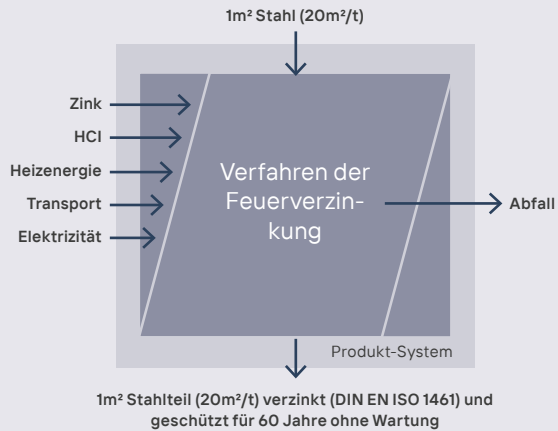 1m² Stahl (20m²/t)
Zink
HCI
Heizenergie
Transport
Elektrizität
Verfahren der
Feuerverzin-
kung
Abfall
Produkt-System
1m² Stahlteil (20m²/t) verzinkt (DIN EN ISO 1461) und
geschützt für 60 Jahre ohne Wartung